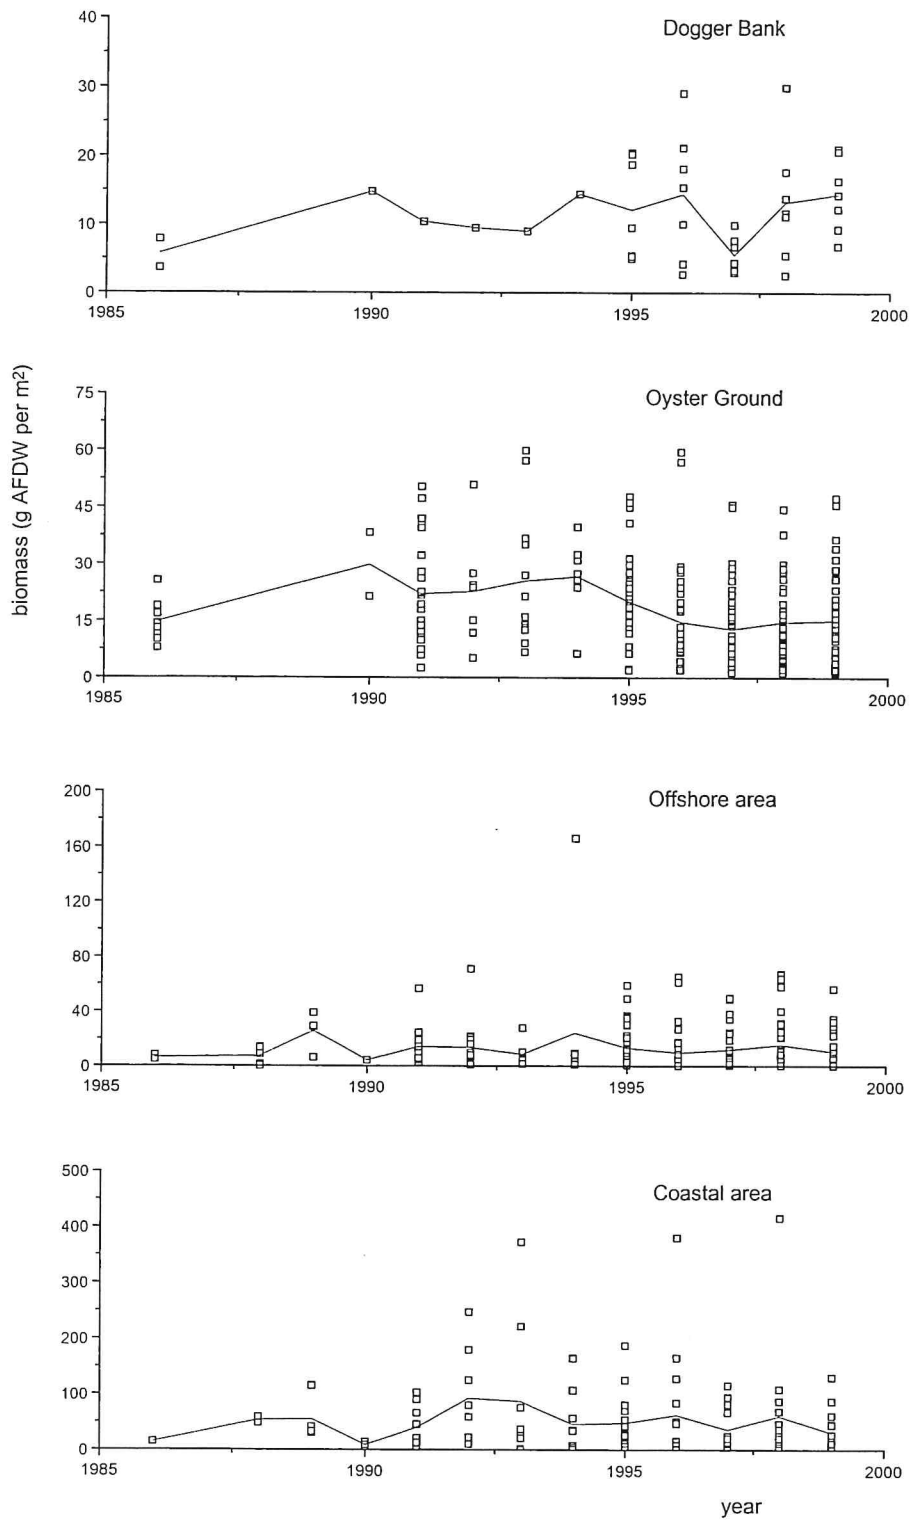 Dogger Bank
40
30
20
10
0
1985 1990 1995 2000
biomass (g AFDW per m2)
Oyster Ground
75
60
45
30
15
0
1985 1990 1995 2000
Offshore area
200
160
120
80
40
0
1985 1990 1995 2000
Coastal area
500
400
300
200
100
0
1985 1990 1995 2000
year